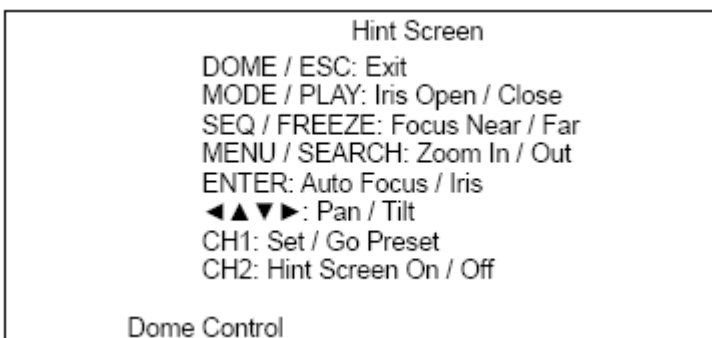 Hint Screen
DOME / ESC: Exit
MODE / PLAY: Iris Open / Close
SEQ / FREEZE: Focus Near / Far
MENU / SEARCH: Zoom In / Out
ENTER: Auto Focus / Iris
◄▲▼►: Pan / Tilt
CH1: Set / Go Preset
CH2: Hint Screen On / Off
Dome Control